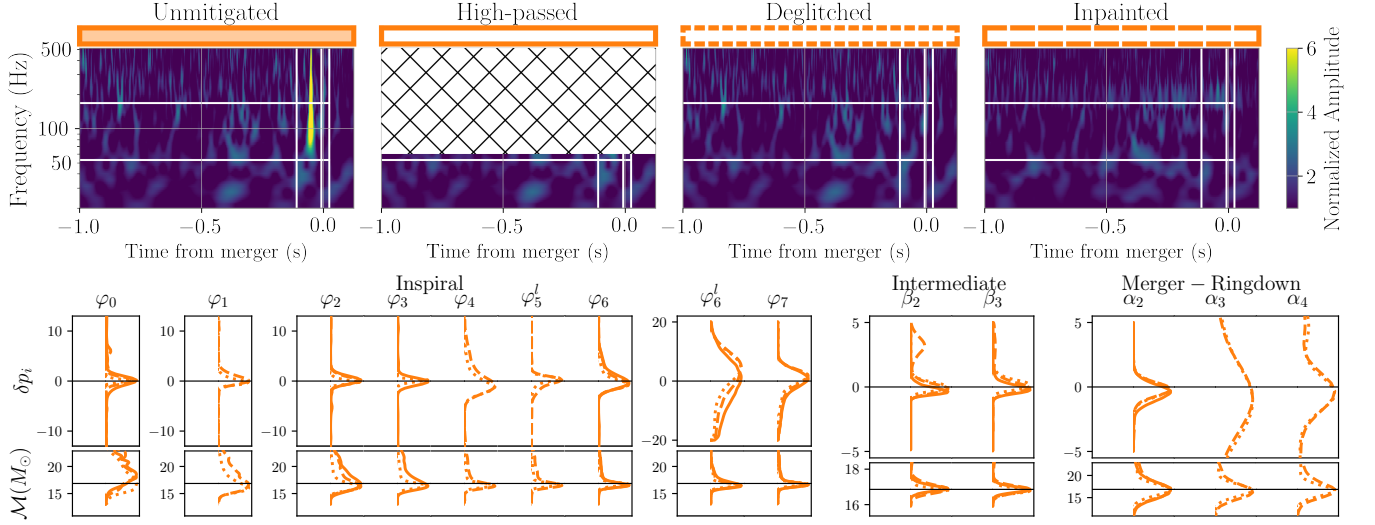 Unmitigated High-passed Deglitched Inpainted
500
100
50
Frequency (Hz)
−1.0 −0.5 0.0 −1.0 −0.5 0.0 −1.0 −0.5 0.0 −1.0 −0.5 0.0
Time from merger (s) Time from merger (s) Time from merger (s) Time from merger (s)
6
4
2
Normalized Amplitude
Inspiral Intermediate Merger − Ringdown
φ₀ φ₁ φ₂ φ₃ φ₄ φ₅ˡ φ₆ φ₆ˡ φ₇ β₂ β₃ α₂ α₃ α₄
δpᵢ
10 10 10 20 5 5
0 0 0 0 0 0
−10 −10 −10 −20 −5 −5
ℳ(M⊙)
20 20 20 20 18 20
15 15 15 15 16 15